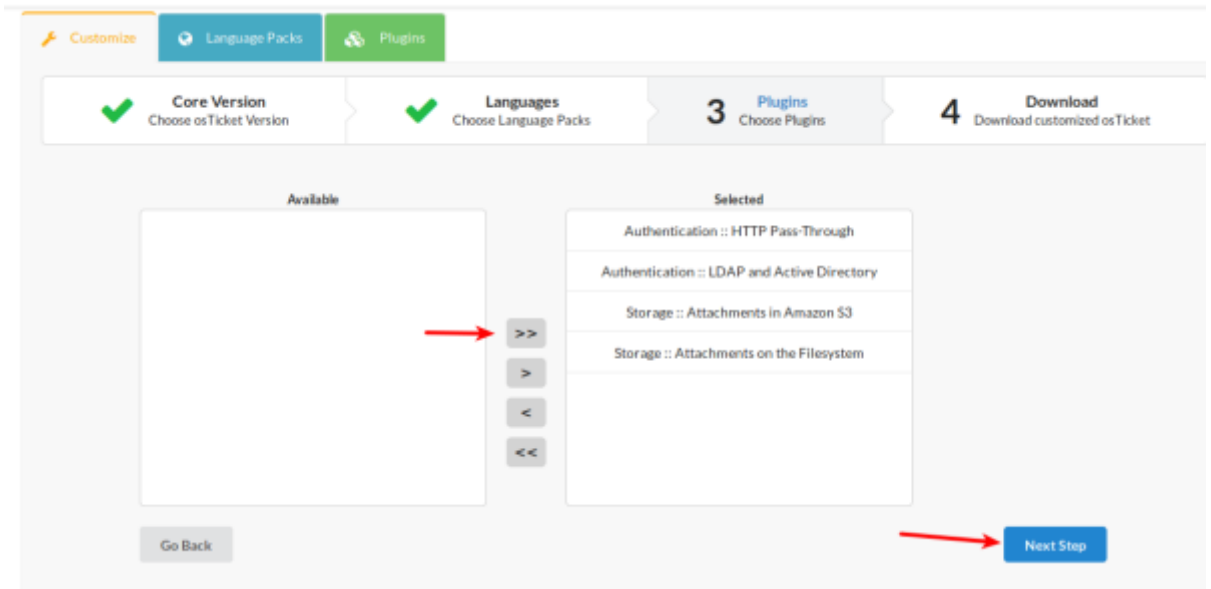 Customize
Language Packs
Plugins
Core Version
Choose osTicket Version
Languages
Choose Language Packs
3
Plugins
Choose Plugins
4
Download
Download customized osTicket
Available
Selected
Authentication :: HTTP Pass-Through
Authentication :: LDAP and Active Directory
Storage :: Attachments in Amazon S3
Storage :: Attachments on the Filesystem
>>
>
<
<<
Go Back
Next Step